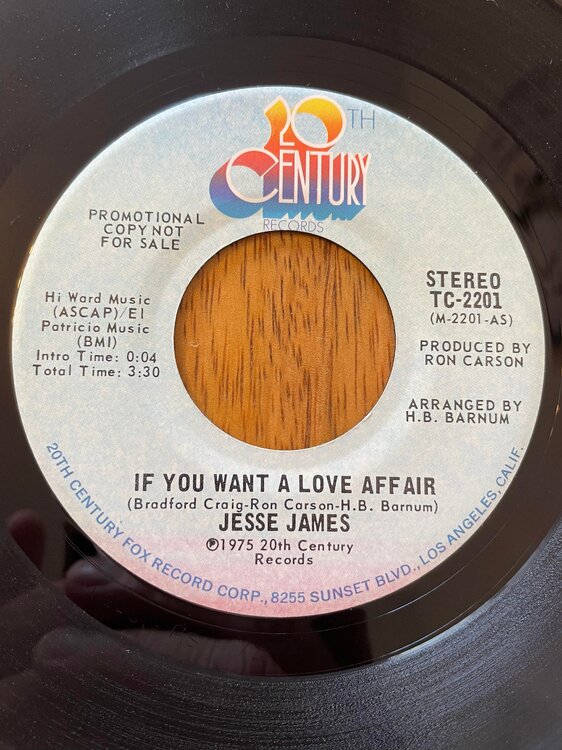 20TH
CENTURY
RECORDS
PROMOTIONAL
COPY NOT
FOR SALE
Hi Ward Music
(ASCAP)/EI
Patricio Music
(BMI)
Intro Time: 0:04
Total Time: 3:30
STEREO
TC-2201
(M-2201-AS)
PRODUCED BY
RON CARSON
ARRANGED BY
H.B. BARNUM
IF YOU WANT A LOVE AFFAIR
(Bradford Craig-Ron Carson-H.B. Barnum)
JESSE JAMES
℗1975 20th Century
Records
20TH CENTURY FOX RECORD CORP., 8255 SUNSET BLVD., LOS ANGELES, CALIF.